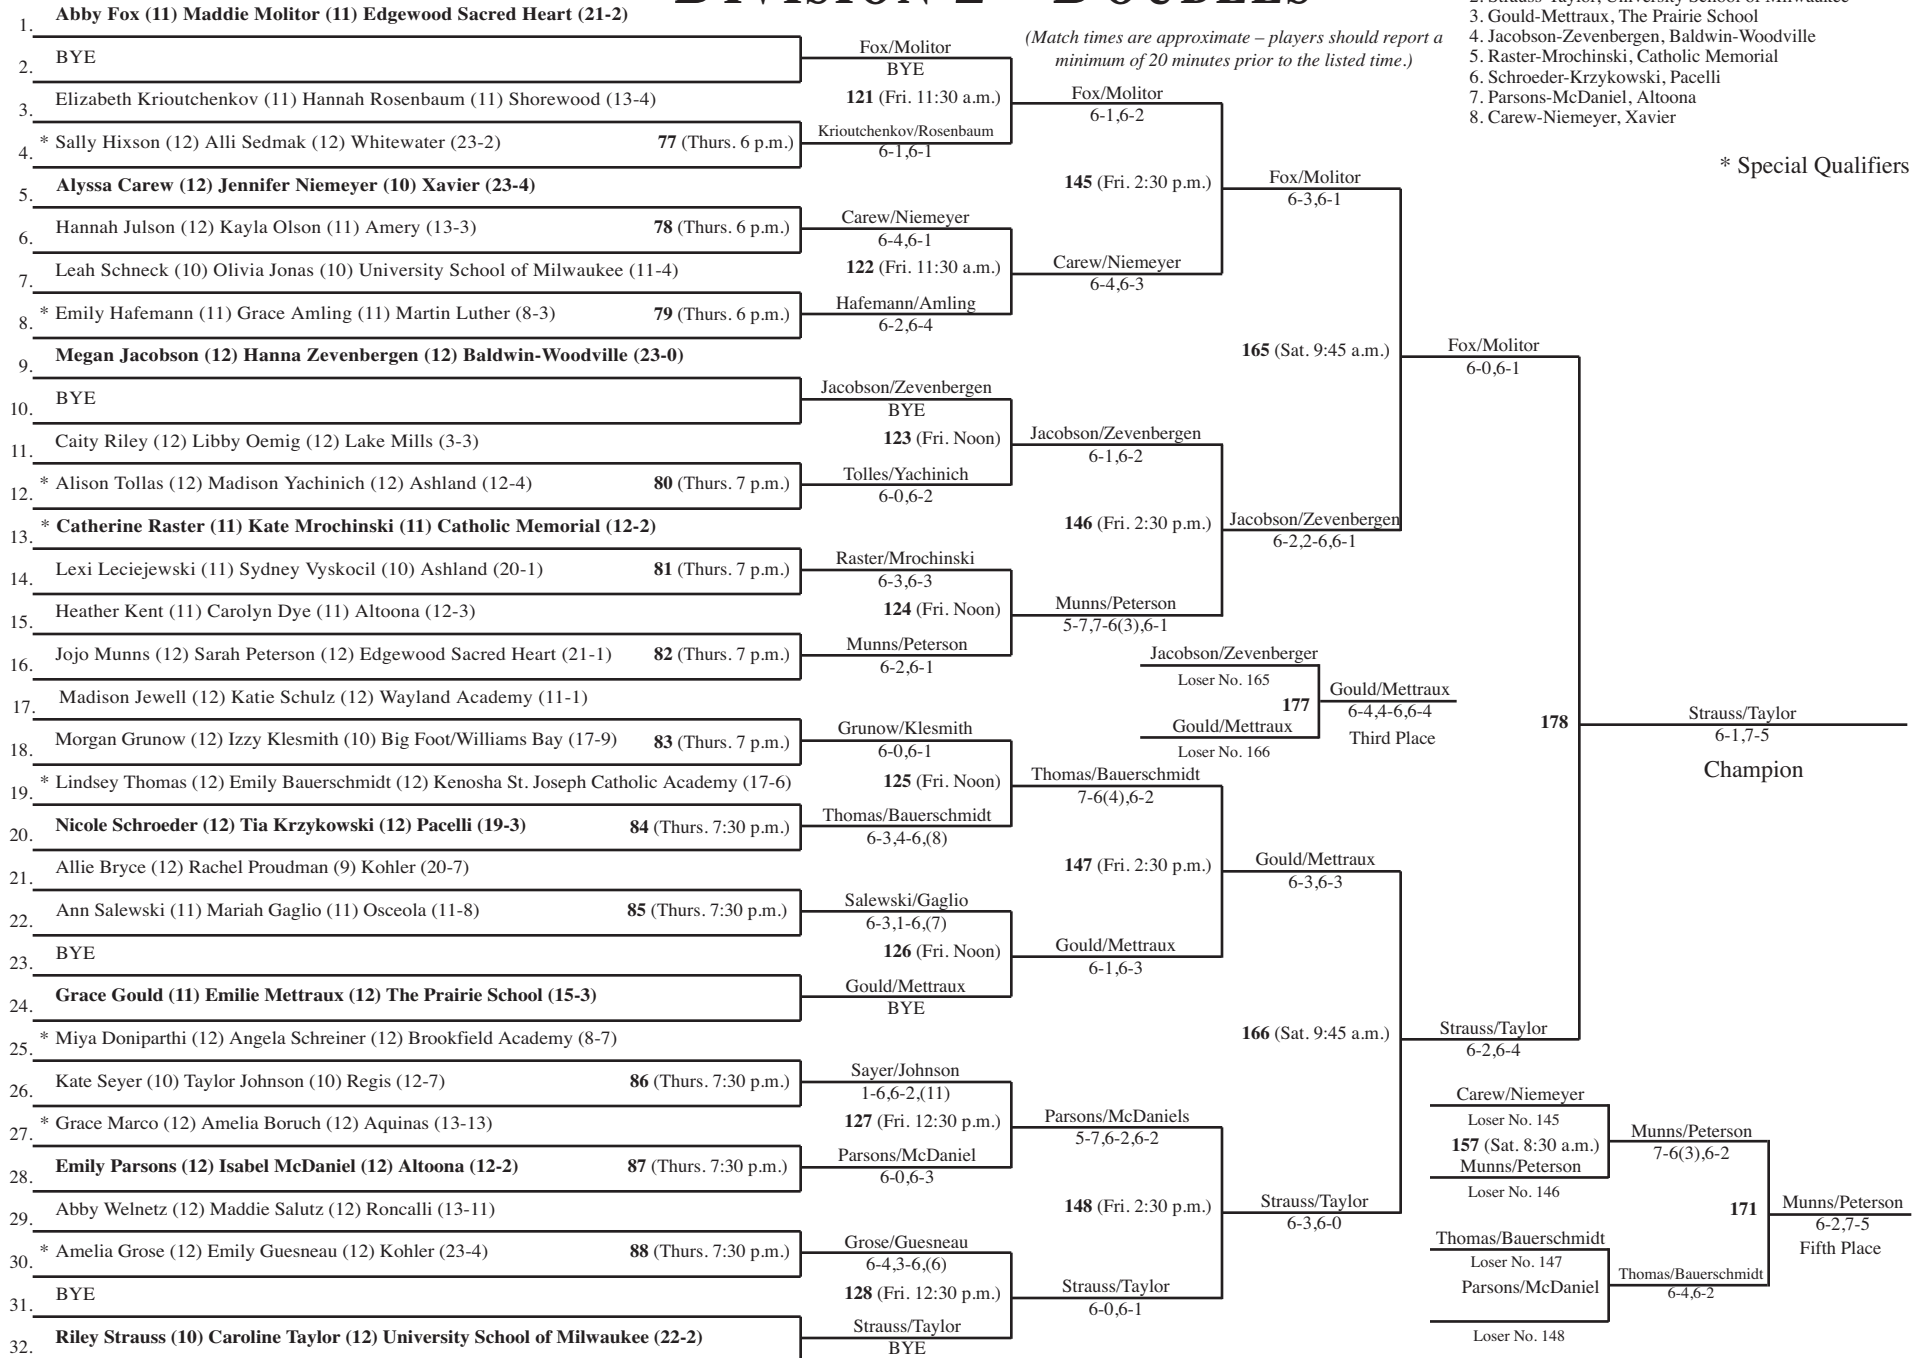 DIVISION 2 – DOUBLES
1. Abby Fox (11) Maddie Molitor (11) Edgewood Sacred Heart (21-2)
2. BYE
3. Elizabeth Krioutchenkov (11) Hannah Rosenbaum (11) Shorewood (13-4)
4. * Sally Hixson (12) Alli Sedmak (12) Whitewater (23-2) 77 (Thurs. 6 p.m.)
5. Alyssa Carew (12) Jennifer Niemeyer (10) Xavier (23-4)
6. Hannah Julson (12) Kayla Olson (11) Amery (13-3) 78 (Thurs. 6 p.m.)
7. Leah Schneck (10) Olivia Jonas (10) University School of Milwaukee (11-4)
8. * Emily Hafemann (11) Grace Amling (11) Martin Luther (8-3) 79 (Thurs. 6 p.m.)
9. Megan Jacobson (12) Hanna Zevenbergen (12) Baldwin-Woodville (23-0)
10. BYE
11. Caity Riley (12) Libby Oemig (12) Lake Mills (3-3)
12. * Alison Tollas (12) Madison Yachinich (12) Ashland (12-4) 80 (Thurs. 7 p.m.)
13. * Catherine Raster (11) Kate Mrochinski (11) Catholic Memorial (12-2)
14. Lexi Leciejewski (11) Sydney Vyskocil (10) Ashland (20-1) 81 (Thurs. 7 p.m.)
15. Heather Kent (11) Carolyn Dye (11) Altoona (12-3)
16. Jojo Munns (12) Sarah Peterson (12) Edgewood Sacred Heart (21-1) 82 (Thurs. 7 p.m.)
17. Madison Jewell (12) Katie Schulz (12) Wayland Academy (11-1)
18. Morgan Grunow (12) Izzy Klesmith (10) Big Foot/Williams Bay (17-9) 83 (Thurs. 7 p.m.)
19. * Lindsey Thomas (12) Emily Bauerschmidt (12) Kenosha St. Joseph Catholic Academy (17-6)
20. Nicole Schroeder (12) Tia Krzykowski (12) Pacelli (19-3) 84 (Thurs. 7:30 p.m.)
21. Allie Bryce (12) Rachel Proudman (9) Kohler (20-7)
22. Ann Salewski (11) Mariah Gaglio (11) Osceola (11-8) 85 (Thurs. 7:30 p.m.)
23. BYE
24. Grace Gould (11) Emilie Mettraux (12) The Prairie School (15-3)
25. * Miya Doniparthi (12) Angela Schreiner (12) Brookfield Academy (8-7)
26. Kate Seyer (10) Taylor Johnson (10) Regis (12-7) 86 (Thurs. 7:30 p.m.)
27. * Grace Marco (12) Amelia Boruch (12) Aquinas (13-13)
28. Emily Parsons (12) Isabel McDaniel (12) Altoona (12-2) 87 (Thurs. 7:30 p.m.)
29. Abby Welnetz (12) Maddie Salutz (12) Roncalli (13-11)
30. * Amelia Grose (12) Emily Guesneau (12) Kohler (23-4) 88 (Thurs. 7:30 p.m.)
31. BYE
32. Riley Strauss (10) Caroline Taylor (12) University School of Milwaukee (22-2)
Fox/Molitor
BYE
121 (Fri. 11:30 a.m.)
Krioutchenkov/Rosenbaum
6-1,6-1
Carew/Niemeyer
6-4,6-1
122 (Fri. 11:30 a.m.)
Hafemann/Amling
6-2,6-4
Jacobson/Zevenbergen
BYE
123 (Fri. Noon)
Tolles/Yachinich
6-0,6-2
Raster/Mrochinski
6-3,6-3
124 (Fri. Noon)
Munns/Peterson
6-2,6-1
Grunow/Klesmith
6-0,6-1
125 (Fri. Noon)
Thomas/Bauerschmidt
6-3,4-6,(8)
Salewski/Gaglio
6-3,1-6,(7)
126 (Fri. Noon)
Gould/Mettraux
BYE
Sayer/Johnson
1-6,6-2,(11)
127 (Fri. 12:30 p.m.)
Parsons/McDaniel
6-0,6-3
Grose/Guesneau
6-4,3-6,(6)
128 (Fri. 12:30 p.m.)
Strauss/Taylor
BYE
(Match times are approximate – players should report a
minimum of 20 minutes prior to the listed time.)
Fox/Molitor
6-1,6-2
145 (Fri. 2:30 p.m.)
Carew/Niemeyer
6-4,6-3
Jacobson/Zevenbergen
6-1,6-2
146 (Fri. 2:30 p.m.)
Munns/Peterson
5-7,7-6(3),6-1
Thomas/Bauerschmidt
7-6(4),6-2
147 (Fri. 2:30 p.m.)
Gould/Mettraux
6-1,6-3
Parsons/McDaniels
5-7,6-2,6-2
148 (Fri. 2:30 p.m.)
Strauss/Taylor
6-0,6-1
Fox/Molitor
6-3,6-1
165 (Sat. 9:45 a.m.)
Jacobson/Zevenbergen
6-2,2-6,6-1
Gould/Mettraux
6-3,6-3
166 (Sat. 9:45 a.m.)
Strauss/Taylor
6-3,6-0
Fox/Molitor
6-0,6-1
178
Strauss/Taylor
6-2,6-4
Strauss/Taylor
6-1,7-5
Champion
Jacobson/Zevenberger
Loser No. 165
177
Gould/Mettraux
Loser No. 166
Gould/Mettraux
6-4,4-6,6-4
Third Place
Carew/Niemeyer
Loser No. 145
157 (Sat. 8:30 a.m.)
Munns/Peterson
Loser No. 146
Munns/Peterson
7-6(3),6-2
171
Thomas/Bauerschmidt
Loser No. 147
Parsons/McDaniel
Loser No. 148
Thomas/Bauerschmidt
6-4,6-2
Munns/Peterson
6-2,7-5
Fifth Place
2. Strauss-Taylor, University School of Milwaukee
3. Gould-Mettraux, The Prairie School
4. Jacobson-Zevenbergen, Baldwin-Woodville
5. Raster-Mrochinski, Catholic Memorial
6. Schroeder-Krzykowski, Pacelli
7. Parsons-McDaniel, Altoona
8. Carew-Niemeyer, Xavier
* Special Qualifiers